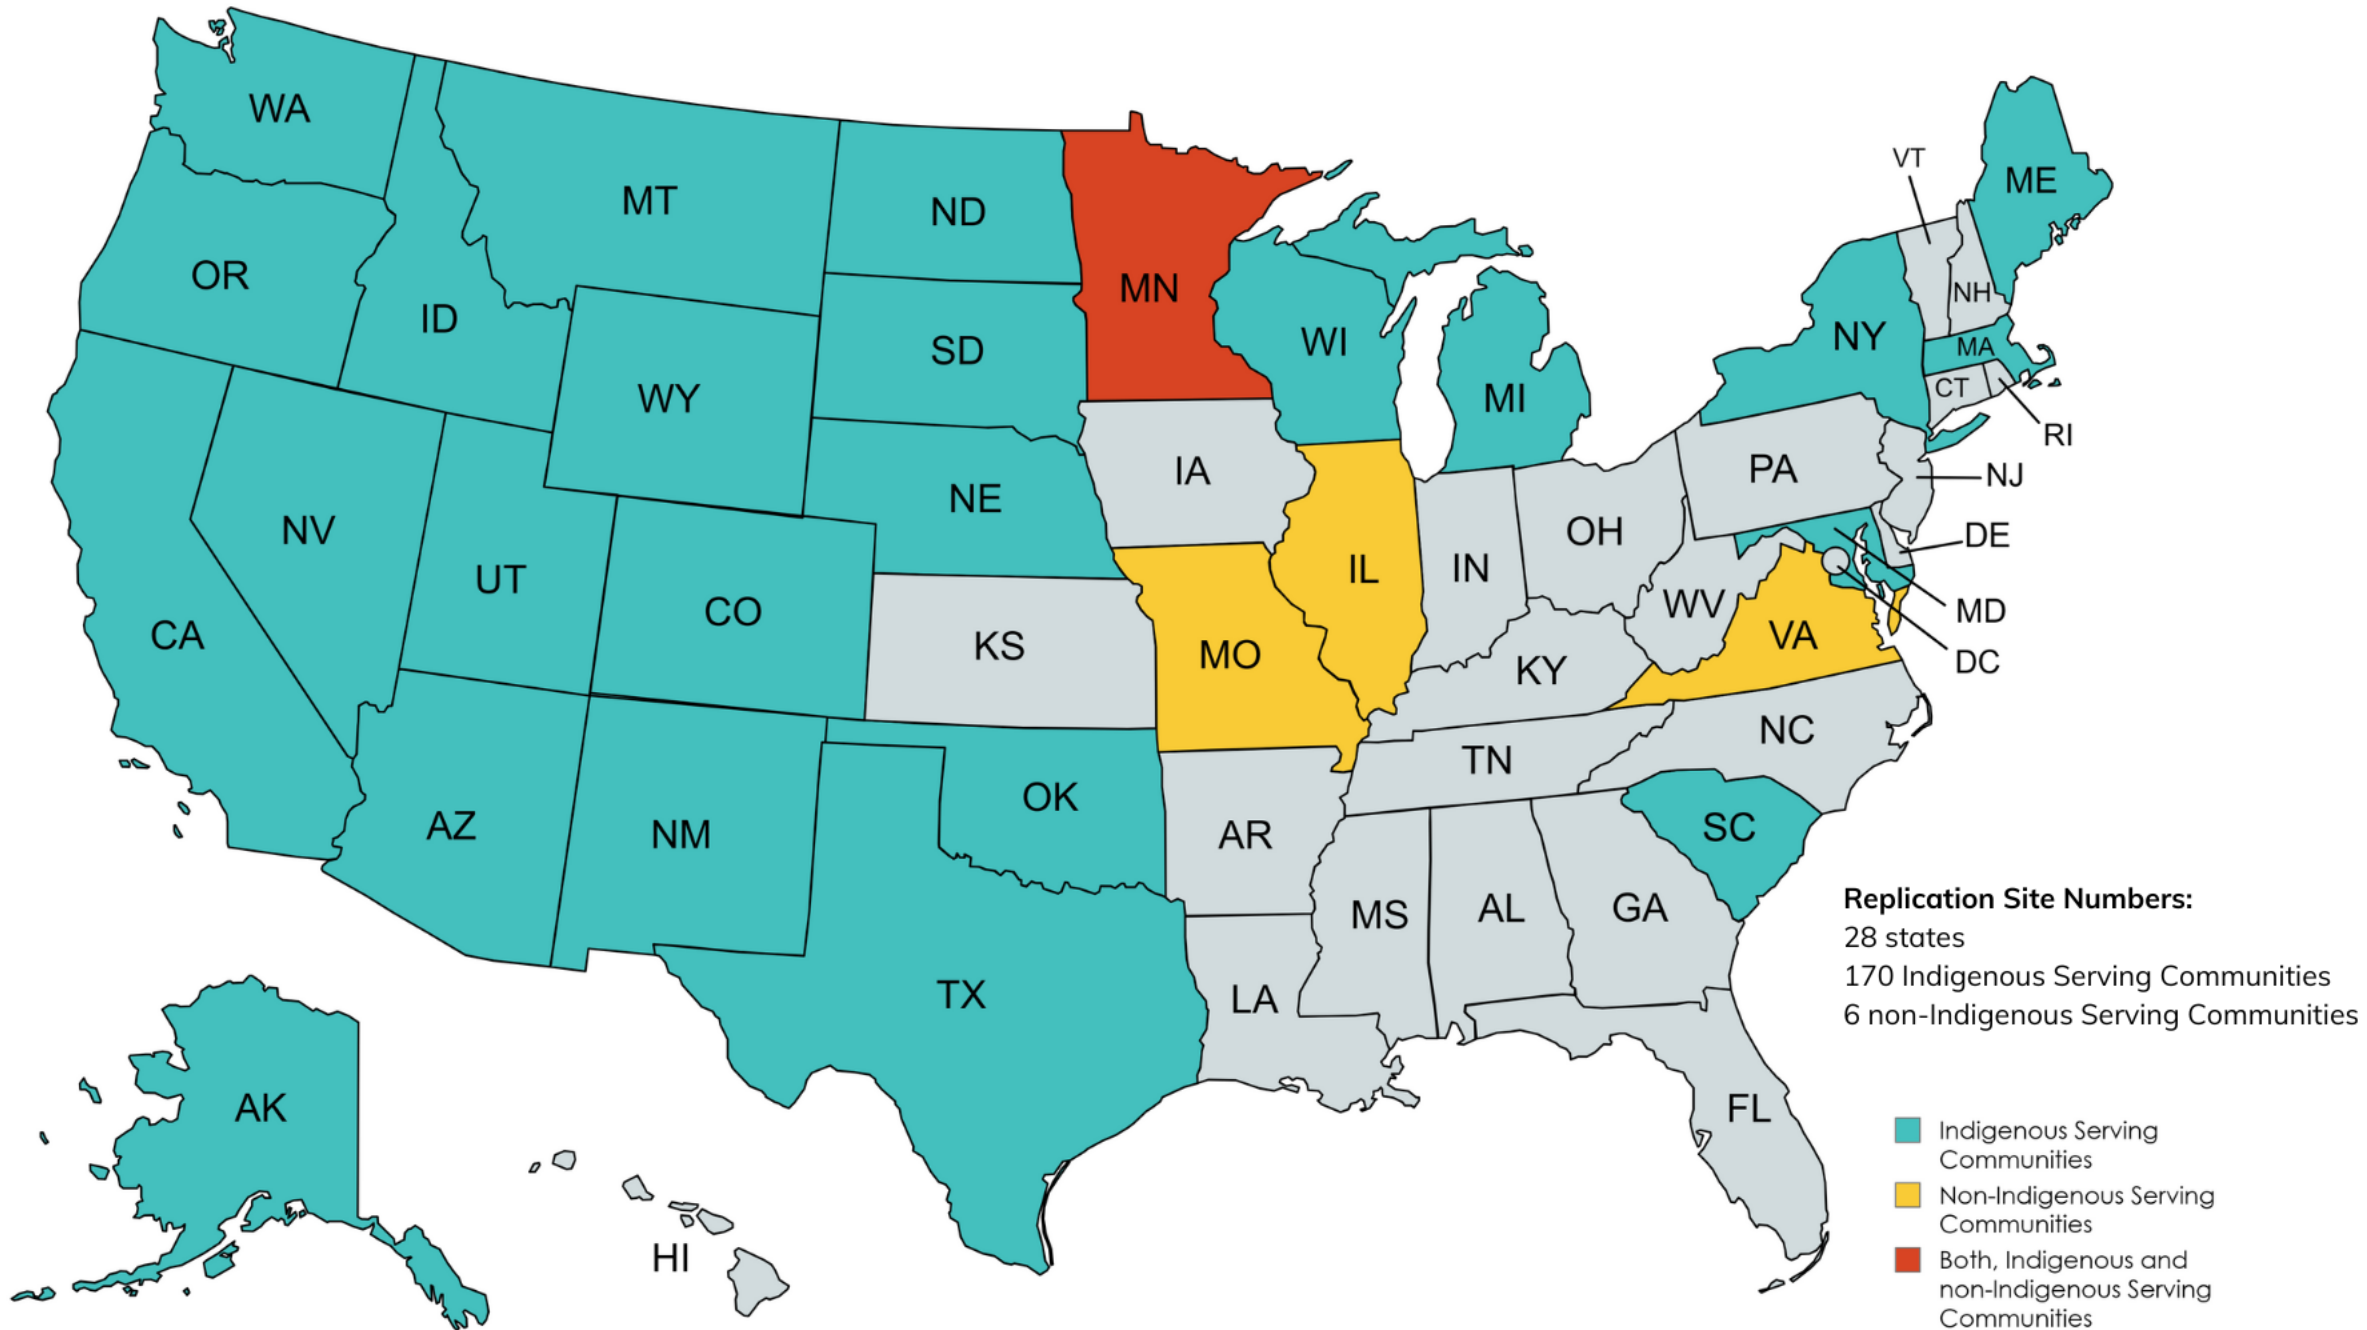 WA
MT
ND
MN
VT
ME
OR
ID
SD
WI
NH
NY
MA
WY
MI
CT
RI
NE
IA
PA
NJ
NV
OH
DE
UT
CO
IL
IN
CA
KS
MO
WV
MD
VA
KY
DC
NC
TN
OK
AZ
NM
AR
SC
MS
AL
GA
TX
LA
AK
FL
HI
Replication Site Numbers:
28 states
170 Indigenous Serving Communities
6 non-Indigenous Serving Communities
Indigenous Serving
Communities
Non-Indigenous Serving
Communities
Both, Indigenous and
non-Indigenous Serving
Communities